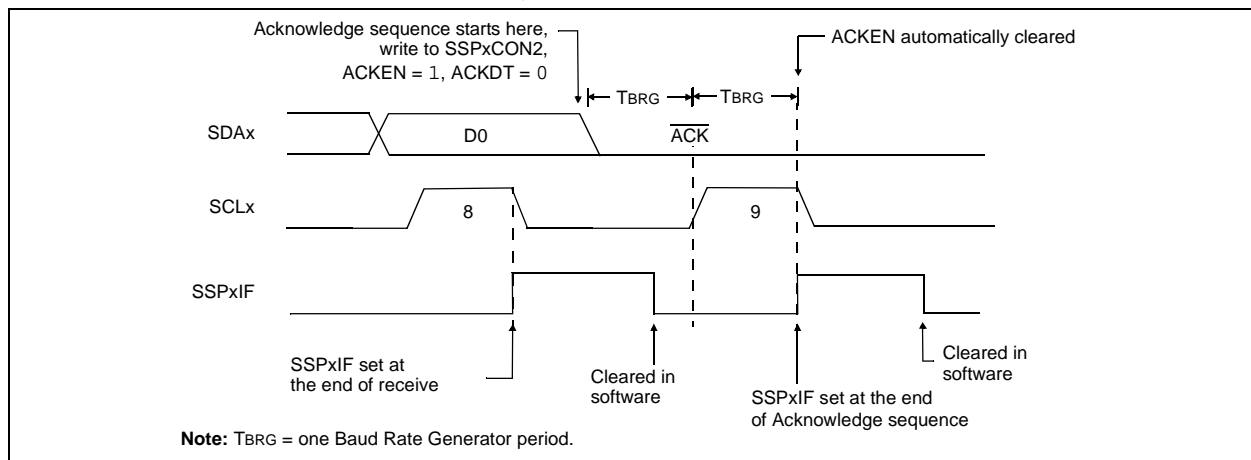 Acknowledge sequence starts here,
write to SSPxCON2,
ACKEN = 1, ACKDT = 0
ACKEN automatically cleared
TBRG
TBRG
SDAx
D0
ACK
SCLx
8
9
SSPxIF
SSPxIF set at
the end of receive
Cleared in
software
SSPxIF set at the end
of Acknowledge sequence
Cleared in
software
Note: TBRG = one Baud Rate Generator period.